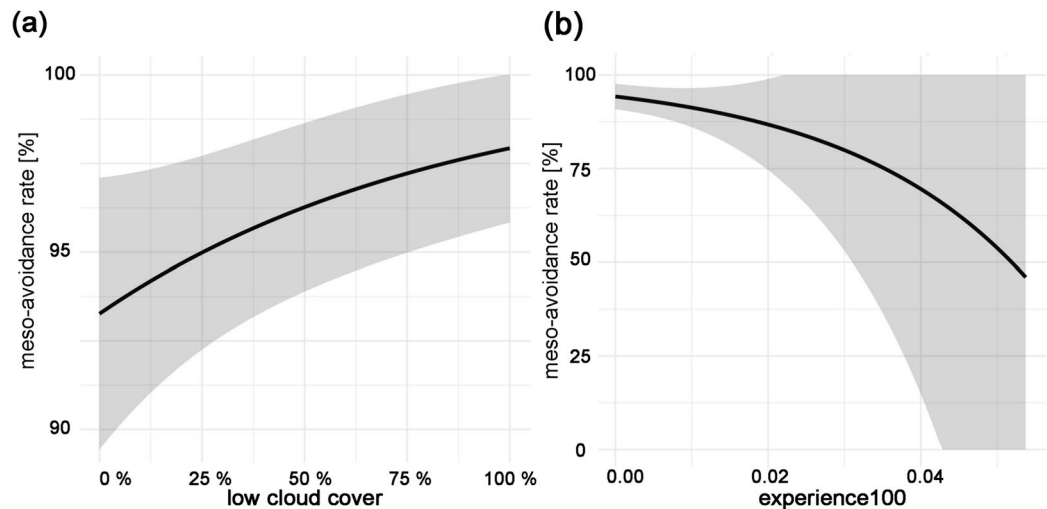 (a)
100
95
90
meso-avoidance rate [%]
0 % 25 % 50 % 75 % 100 %
low cloud cover
(b)
100
75
50
25
0
meso-avoidance rate [%]
0.00 0.02 0.04
experience100